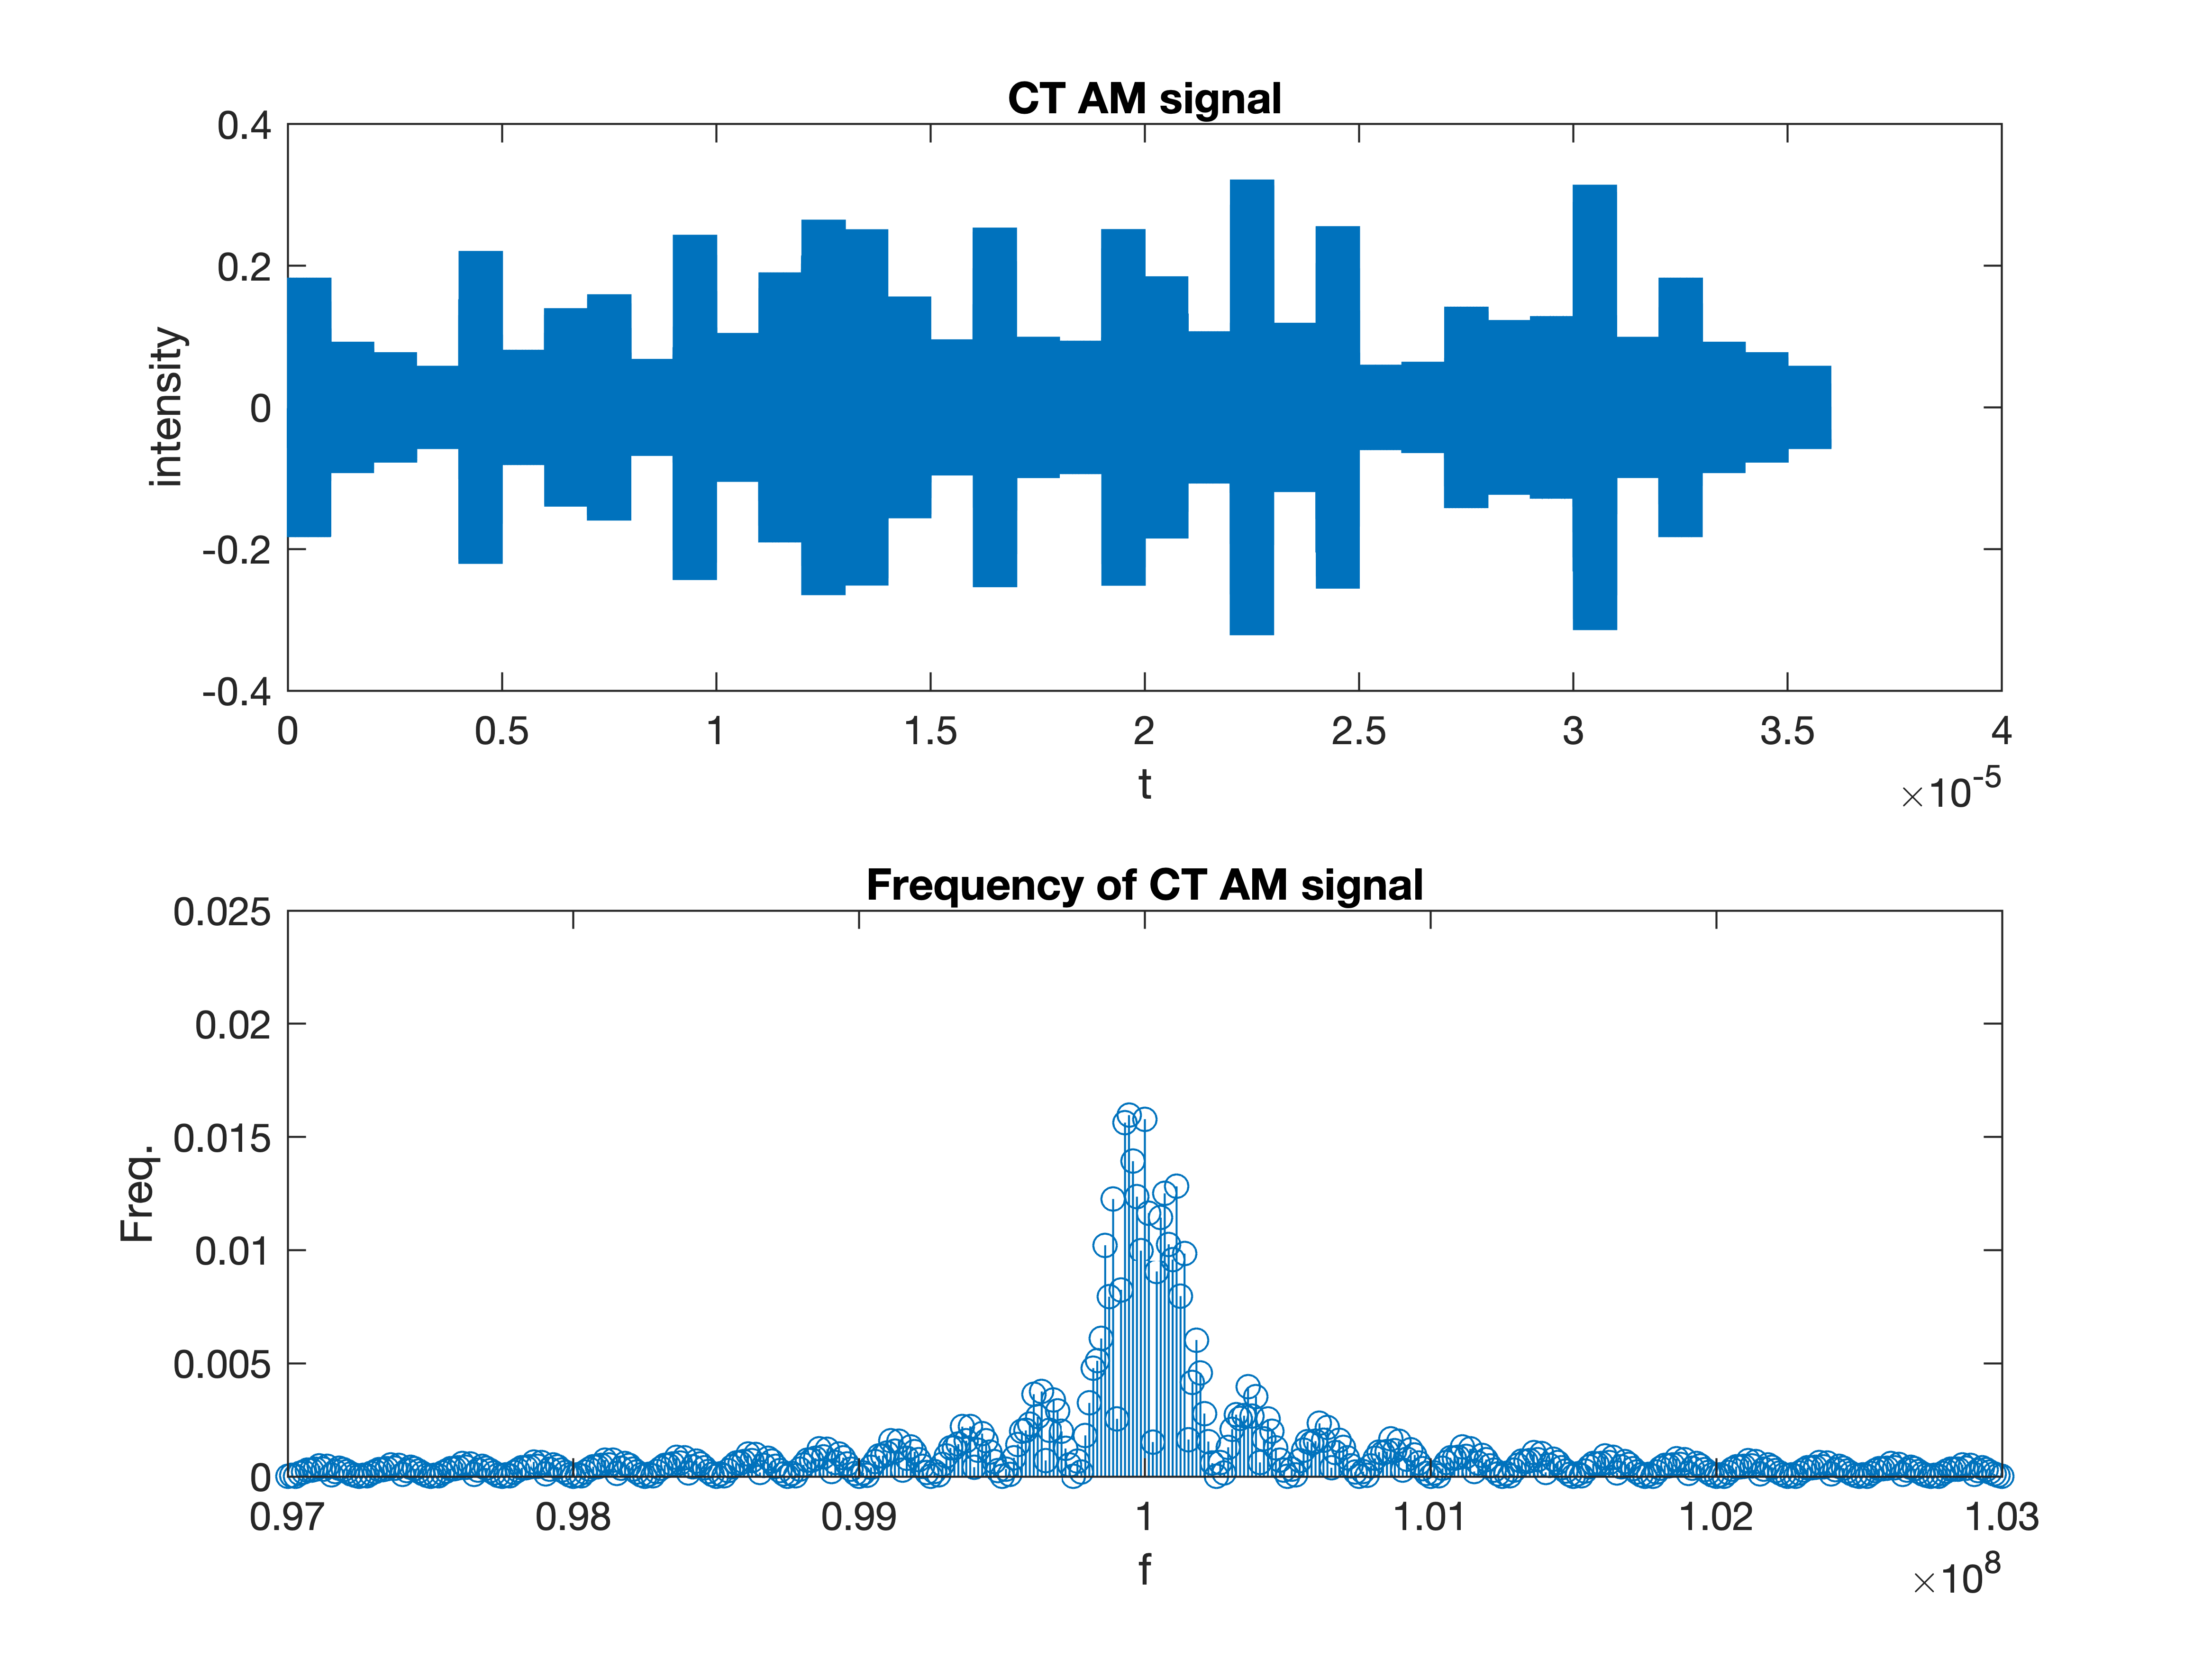 CT AM signal
0.4
0.2
0
-0.2
-0.4
intensity
0 0.5 1 1.5 2 2.5 3 3.5 4
t
×10-5
Frequency of CT AM signal
0.025
0.02
0.015
0.01
0.005
0
Freq.
0.97 0.98 0.99 1 1.01 1.02 1.03
f
×108